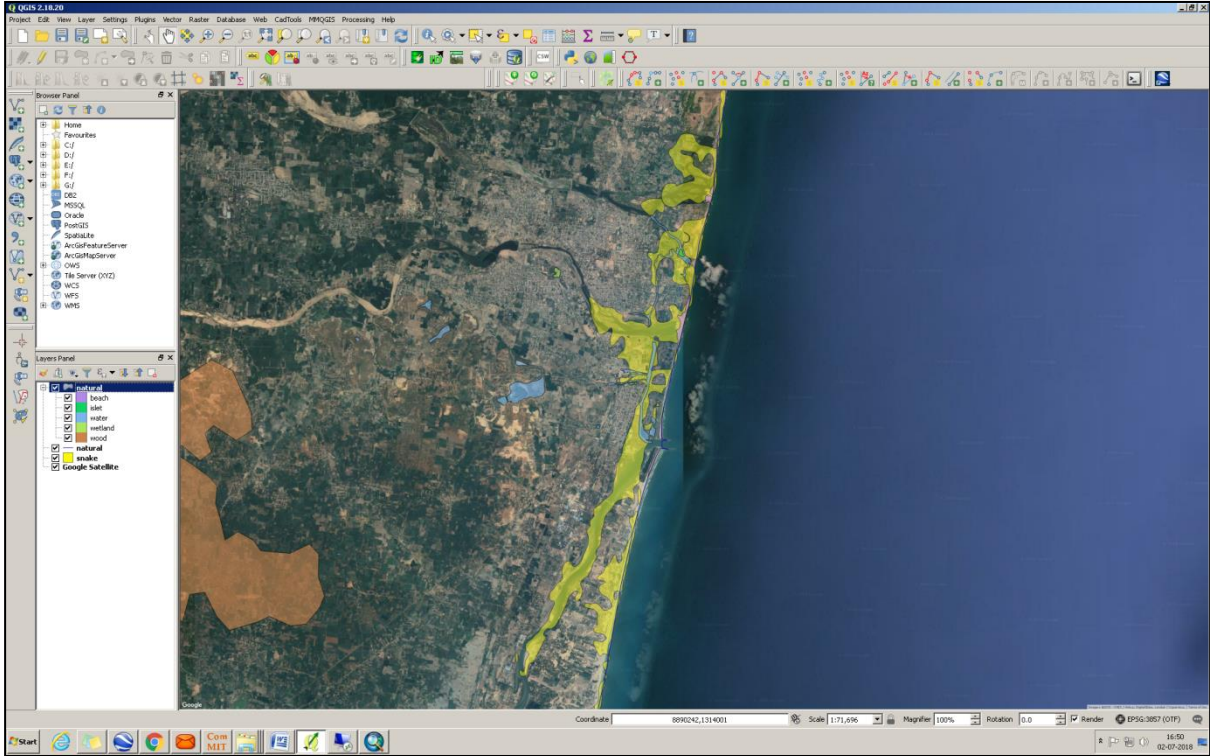 QGIS 2.18.20
Project Edit View Layer Settings Plugins Vector Raster Database Web CadTools MMQGIS Processing Help
CSW
Browser Panel
Home
Favourites
C:/
D:/
E:/
F:/
G:/
DB2
MSSQL
Oracle
PostGIS
SpatiaLite
ArcGisFeatureServer
ArcGisMapServer
OWS
Tile Server (XYZ)
WCS
WFS
WMS
Layers Panel
natural
beach
islet
water
wetland
wood
natural
snake
Google Satellite
Google
Coordinate 8890242,1314001 Scale 1:71,696 Magnifier 100% Rotation 0.0 Render EPSG:3857 (OTF)
Start
Com
MIT
16:50
02-07-2018